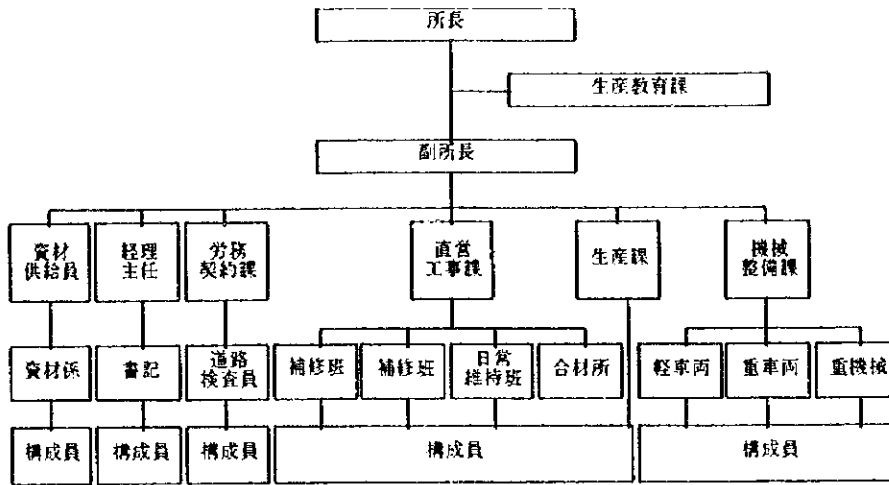 所長
生産教育課
副所長
資材
供給員
経理
主任
労務
契約課
直営
工事課
生産課
機械
整備課
資材係
書記
道路
検査員
補修班
補修班
日常
維持班
合材所
軽車両
重車両
重機械
構成員
構成員
構成員
構成員
構成員